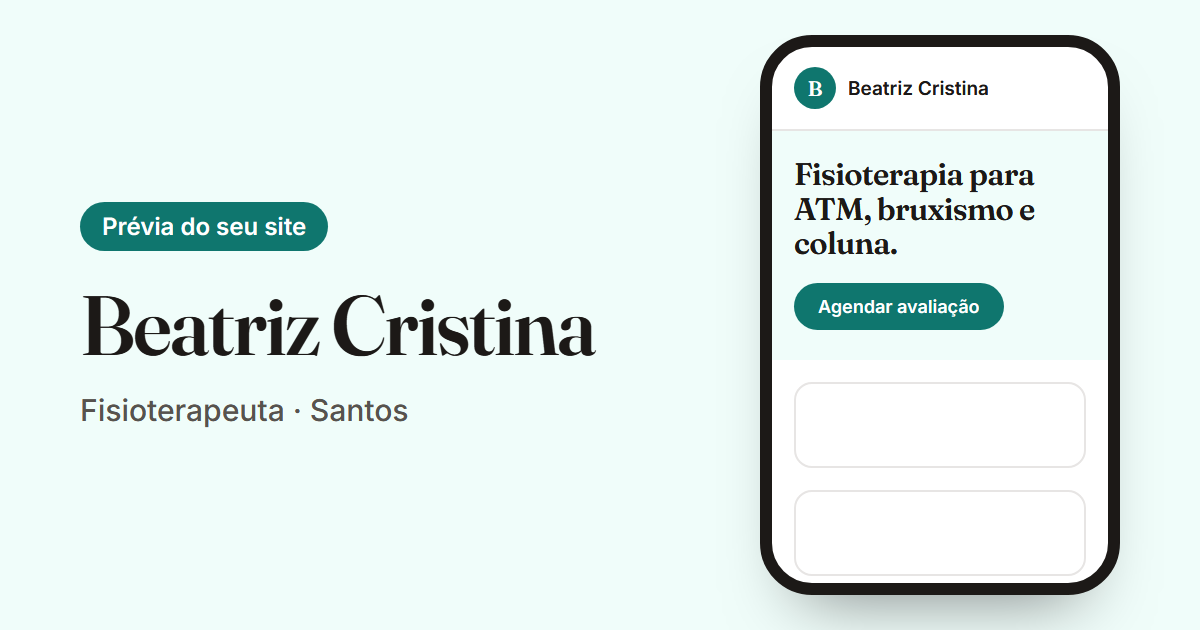 Prévia do seu site
Beatriz Cristina
Fisioterapeuta · Santos
B
Beatriz Cristina
Fisioterapia para
ATM, bruxismo e
coluna.
Agendar avaliação